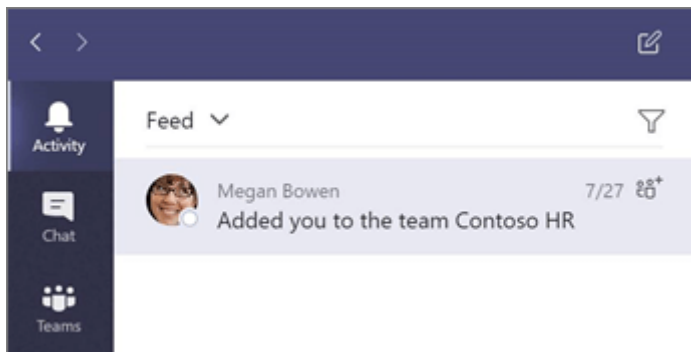 Activity
Chat
Teams
Feed
Megan Bowen 7/27
Added you to the team Contoso HR